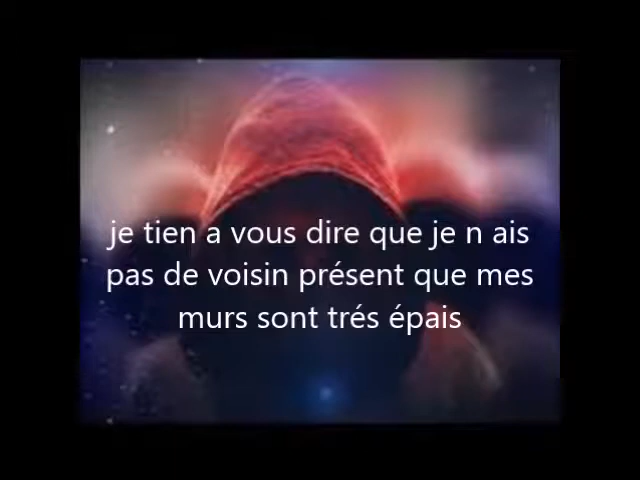 je tien a vous dire que je n ais
pas de voisin présent que mes
murs sont trés épais